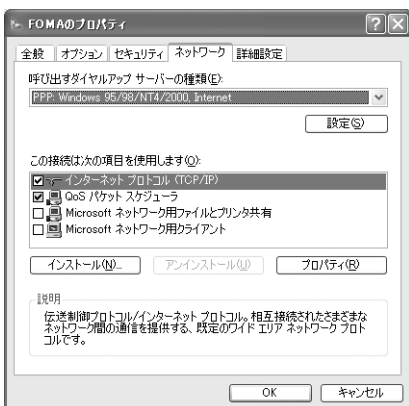 FOMAのプロパティ
全般 オプション セキュリティ ネットワーク 詳細設定
呼び出すダイヤルアップ サーバーの種類(E):
PPP: Windows 95/98/NT4/2000, Internet
設定(S)
この接続は次の項目を使用します(O):
インターネット プロトコル (TCP/IP)
QoS パケット スケジューラ
Microsoft ネットワーク用ファイルとプリンタ共有
Microsoft ネットワーク用クライアント
インストール(N)... アンインストール(U) プロパティ(R)
説明
伝送制御プロトコル/インターネット プロトコル。相互接続されたさまざまな
ネットワーク間の通信を提供する、既定のワイド エリア ネットワーク プロト
コルです。
OK キャンセル